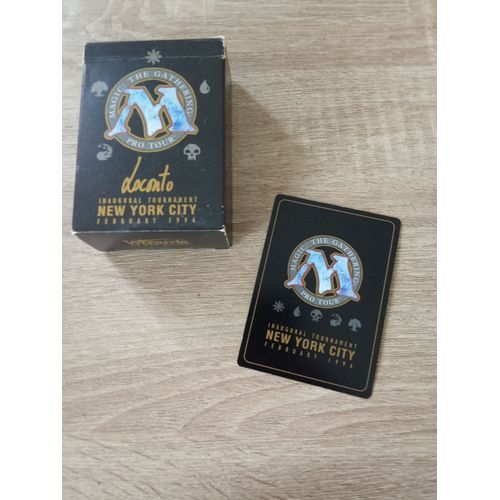 MAGIC: THE GATHERING
M
PRO TOUR
Loconto
INAUGURAL TOURNAMENT
NEW YORK CITY
FEBRUARY 1996
MAGIC: THE GATHERING
M
PRO TOUR
INAUGURAL TOURNAMENT
NEW YORK CITY
FEBRUARY 1996